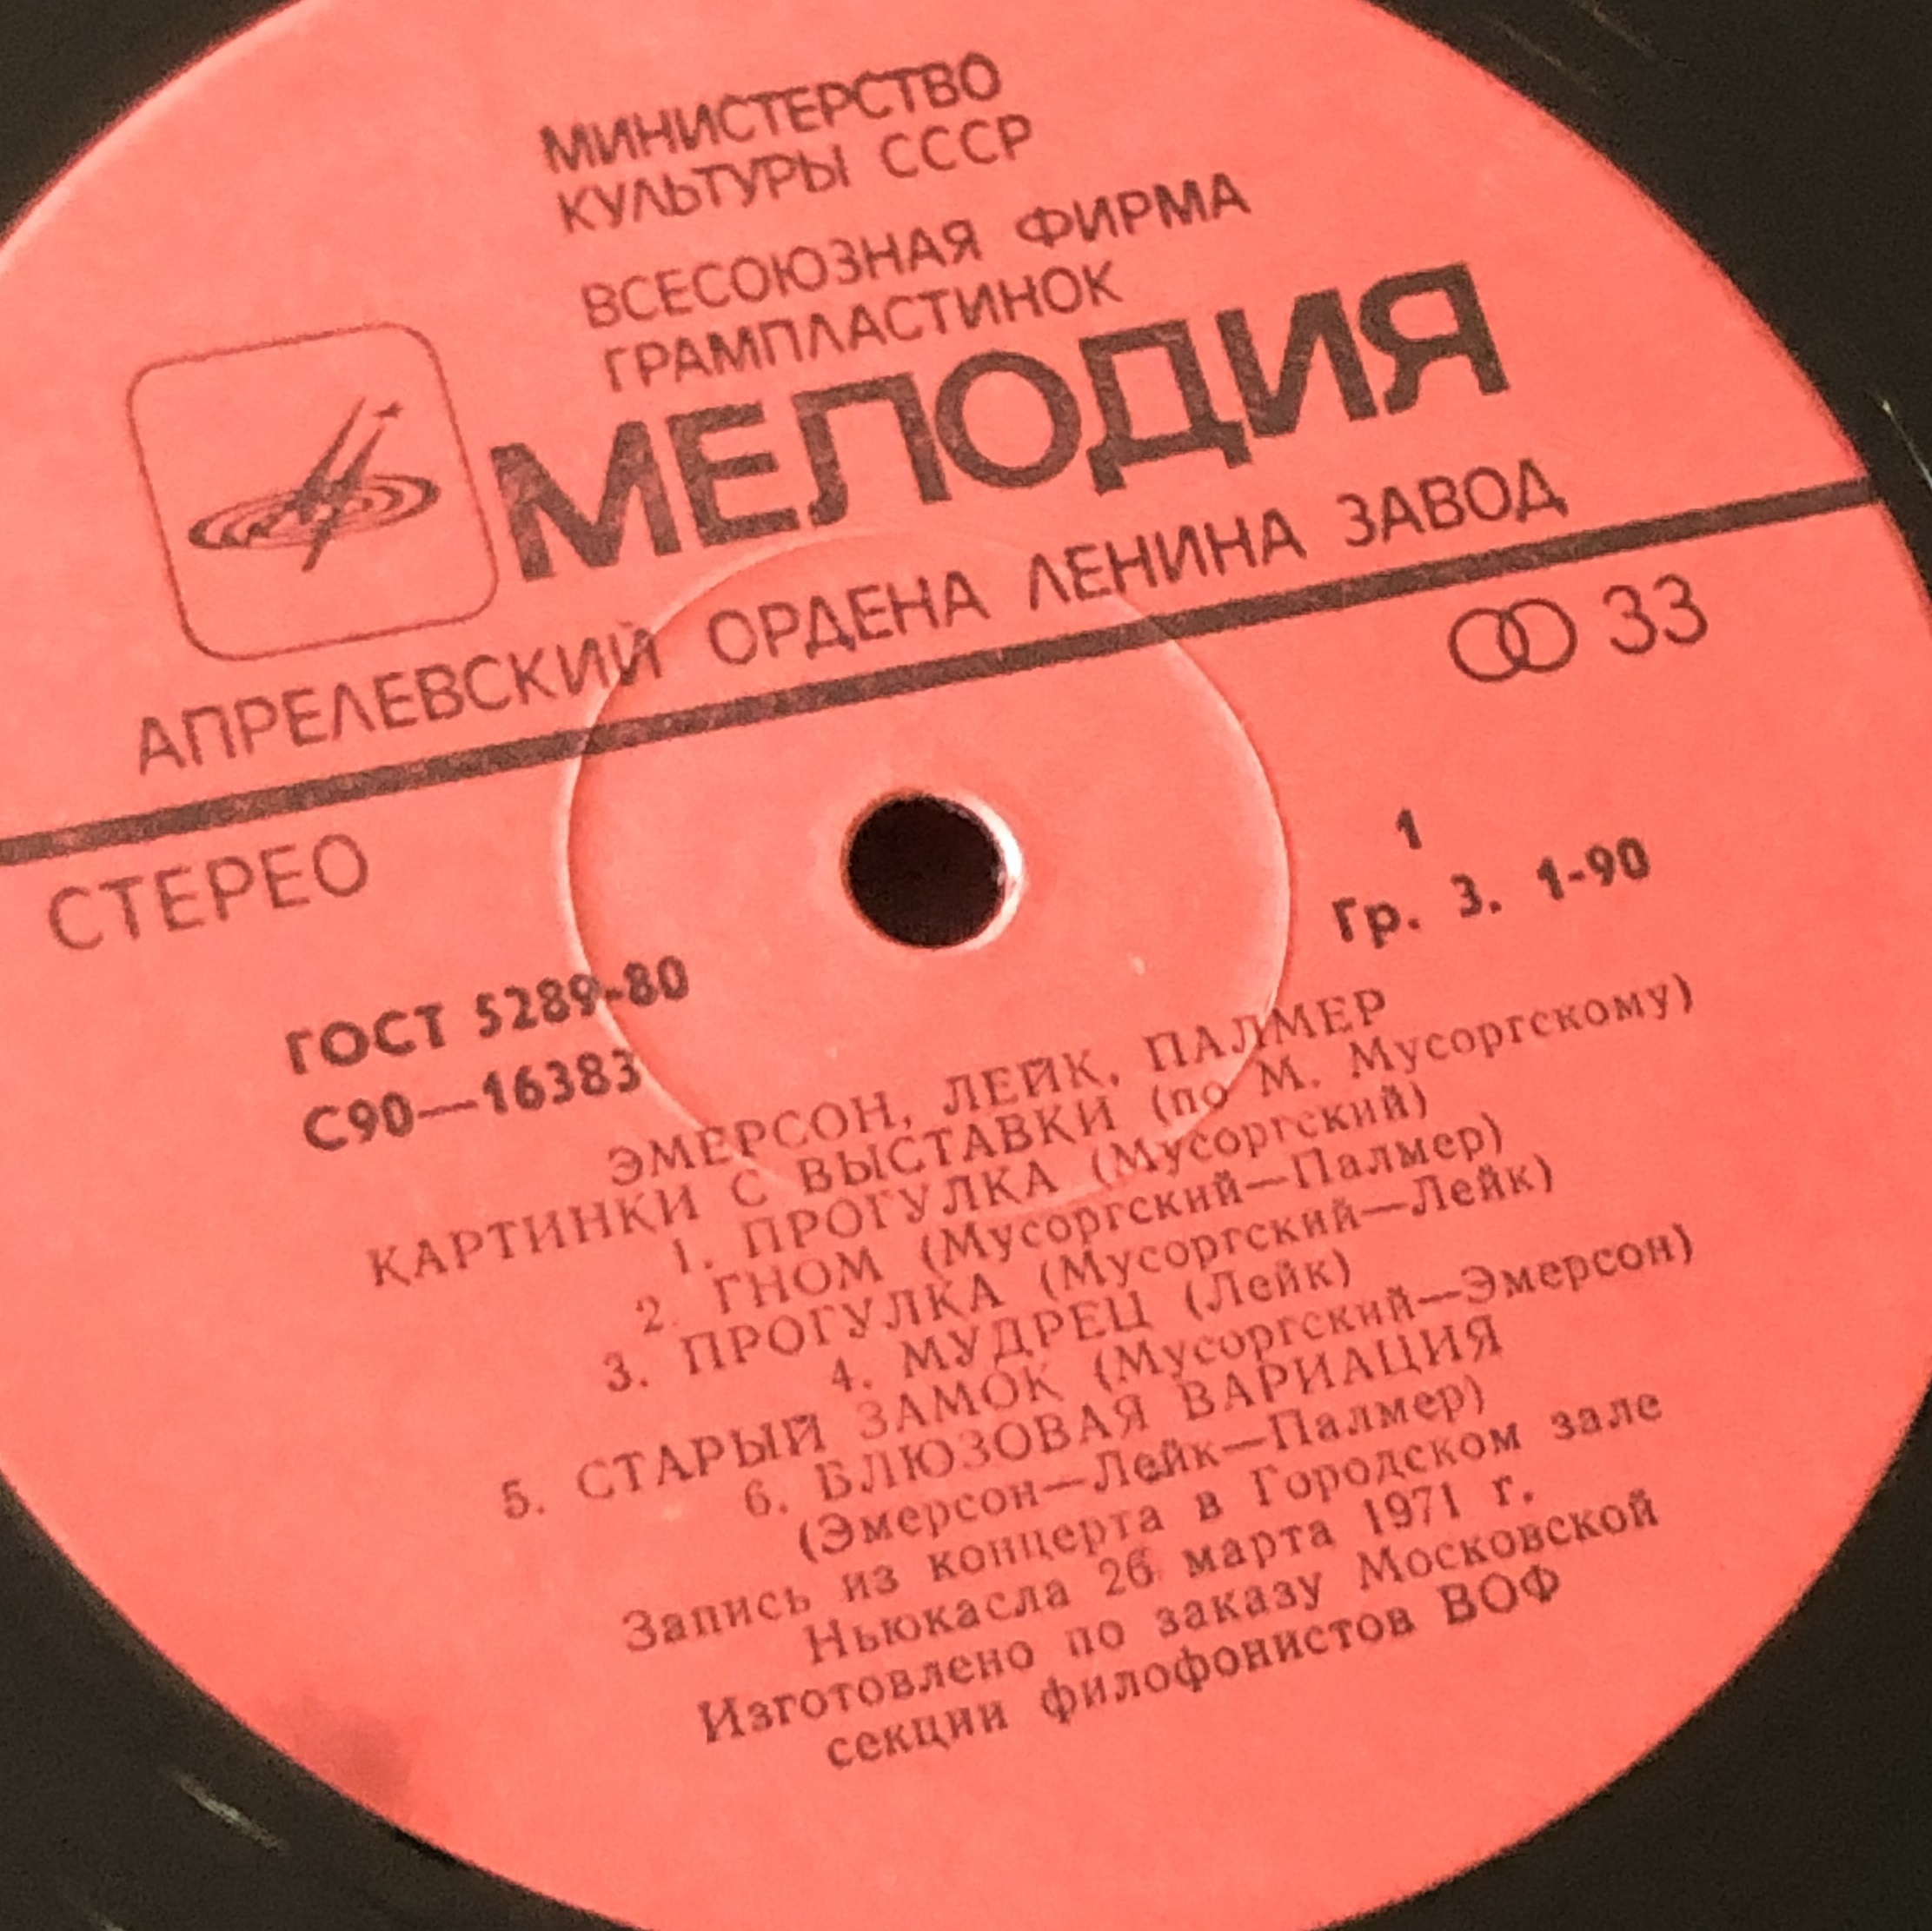 МИНИСТЕРСТВО
КУЛЬТУРЫ СССР
ВСЕСОЮЗНАЯ ФИРМА
ГРАМПЛАСТИНОК
МЕЛОДИЯ
АПРЕЛЕВСКИЙ ОРДЕНА ЛЕНИНА ЗАВОД
33
СТЕРЕО
1
Гр. 3. 1-90
ГОСТ 5289-80
С90—16383
ЭМЕРСОН, ЛЕЙК, ПАЛМЕР
КАРТИНКИ С ВЫСТАВКИ (по М. Мусоргскому)
1. ПРОГУЛКА (Мусоргский)
2. ГНОМ (Мусоргский—Палмер)
3. ПРОГУЛКА (Мусоргский—Лейк)
4. МУДРЕЦ (Лейк)
5. СТАРЫЙ ЗАМОК (Мусоргский—Эмерсон)
6. БЛЮЗОВАЯ ВАРИАЦИЯ
(Эмерсон—Лейк—Палмер)
Запись из концерта в Городском зале
Ньюкасла 26 марта 1971 г.
Изготовлено по заказу Московской
секции филофонистов ВОФ